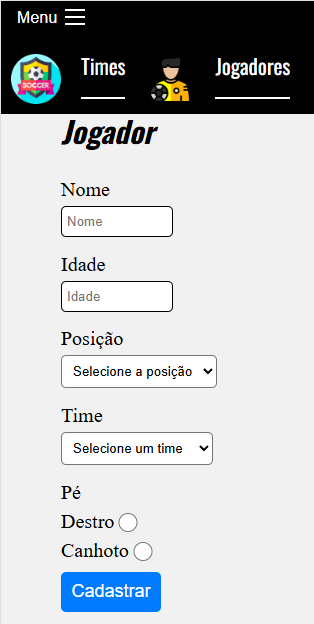 Menu
SOCCER
Times
Jogadores
Jogador
Nome
Nome
Idade
Idade
Posição
Selecione a posição
Time
Selecione um time
Pé
Destro
Canhoto
Cadastrar